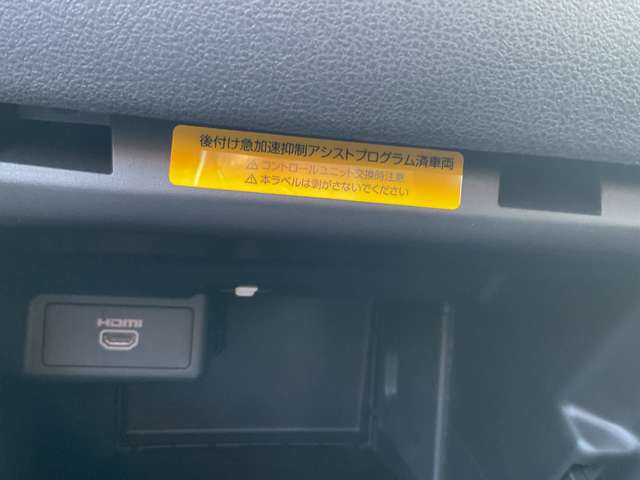 後付け急加速抑制アシストプログラム済車両
⚠コントロールユニット交換時注意
⚠本ラベルは剥がさないでください
HDMI